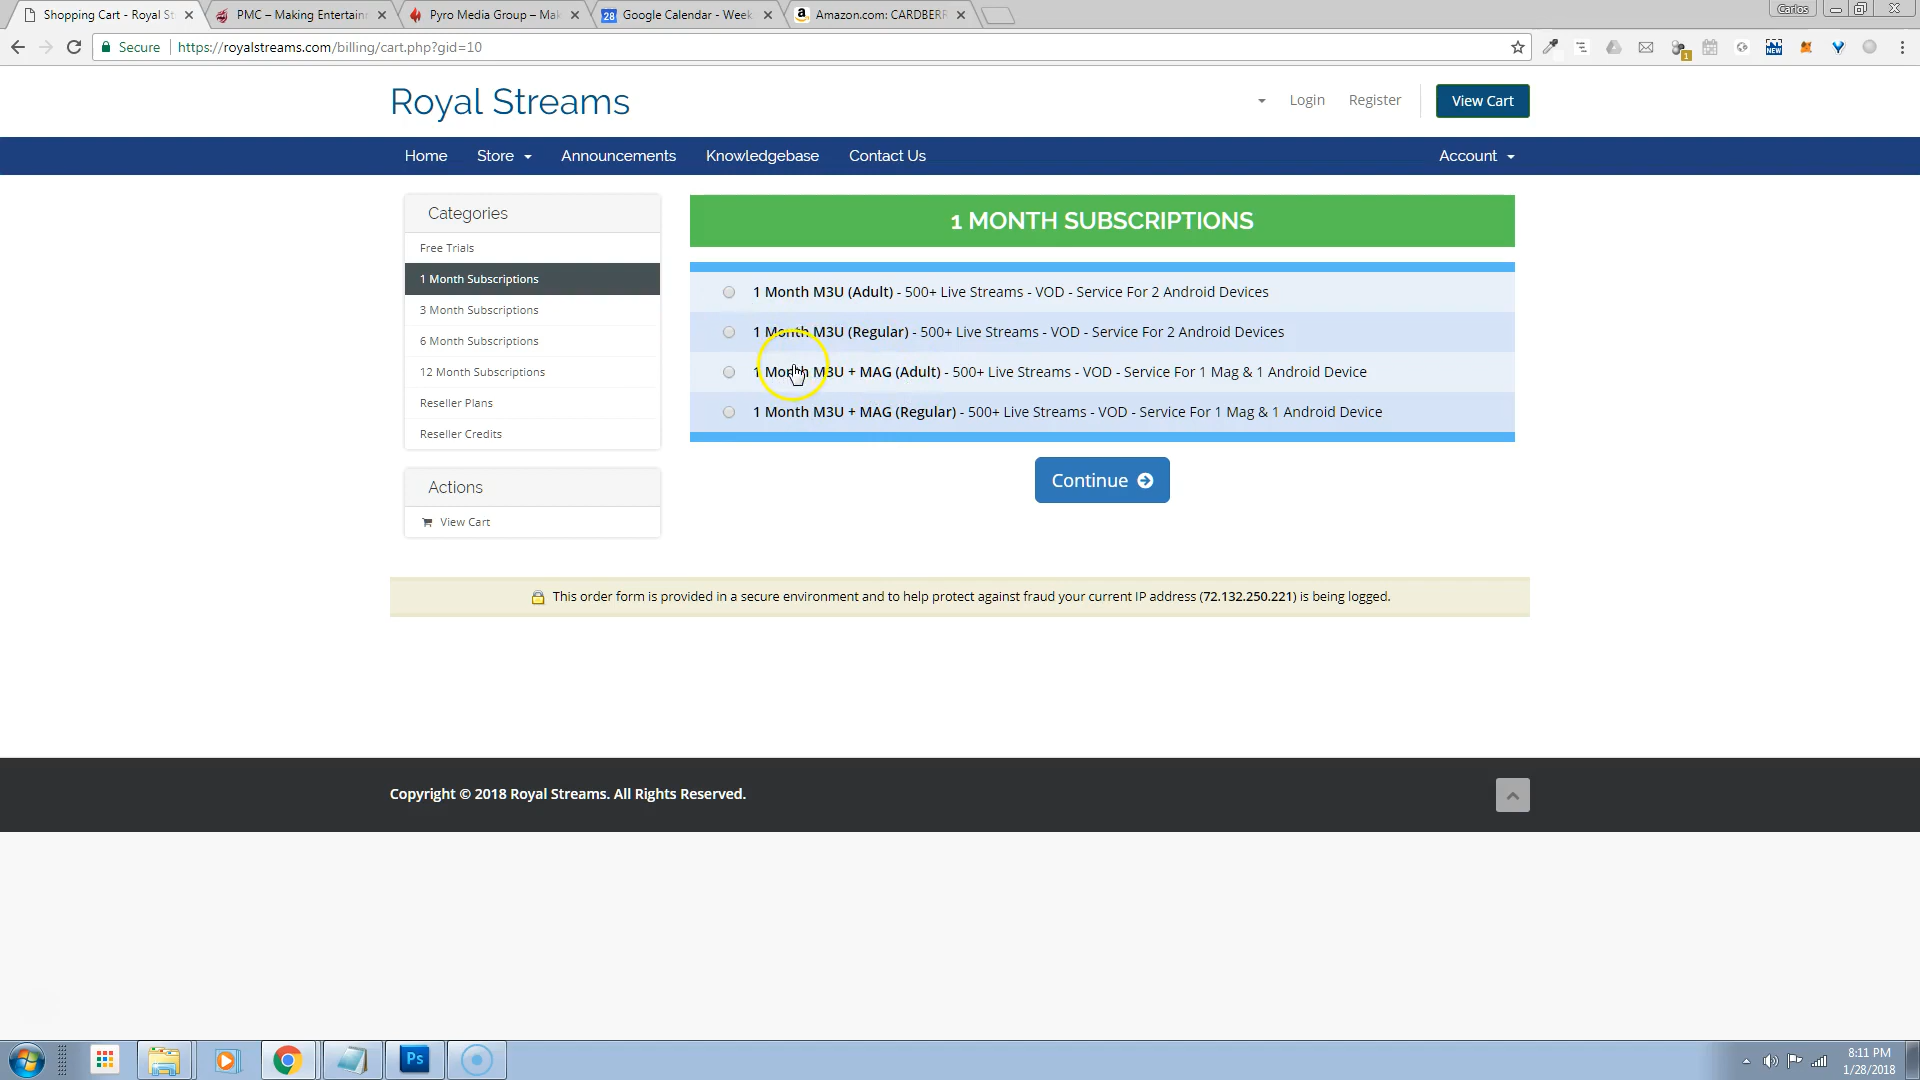 Shopping Cart - Royal St
PMC – Making Entertain
Pyro Media Group – Mak
28 Google Calendar - Week
Amazon.com: CARDBERR
Carlos
Secure https://royalstreams.com/billing/cart.php?gid=10
1
NEW
Royal Streams
Login Register View Cart
Home Store Announcements Knowledgebase Contact Us Account
Categories
Free Trials
1 Month Subscriptions
3 Month Subscriptions
6 Month Subscriptions
12 Month Subscriptions
Reseller Plans
Reseller Credits
Actions
View Cart
1 MONTH SUBSCRIPTIONS
1 Month M3U (Adult) - 500+ Live Streams - VOD - Service For 2 Android Devices
1 Month M3U (Regular) - 500+ Live Streams - VOD - Service For 2 Android Devices
1 Month M3U + MAG (Adult) - 500+ Live Streams - VOD - Service For 1 Mag & 1 Android Device
1 Month M3U + MAG (Regular) - 500+ Live Streams - VOD - Service For 1 Mag & 1 Android Device
Continue
This order form is provided in a secure environment and to help protect against fraud your current IP address (72.132.250.221) is being logged.
Copyright © 2018 Royal Streams. All Rights Reserved.
Ps
8:11 PM
1/28/2018